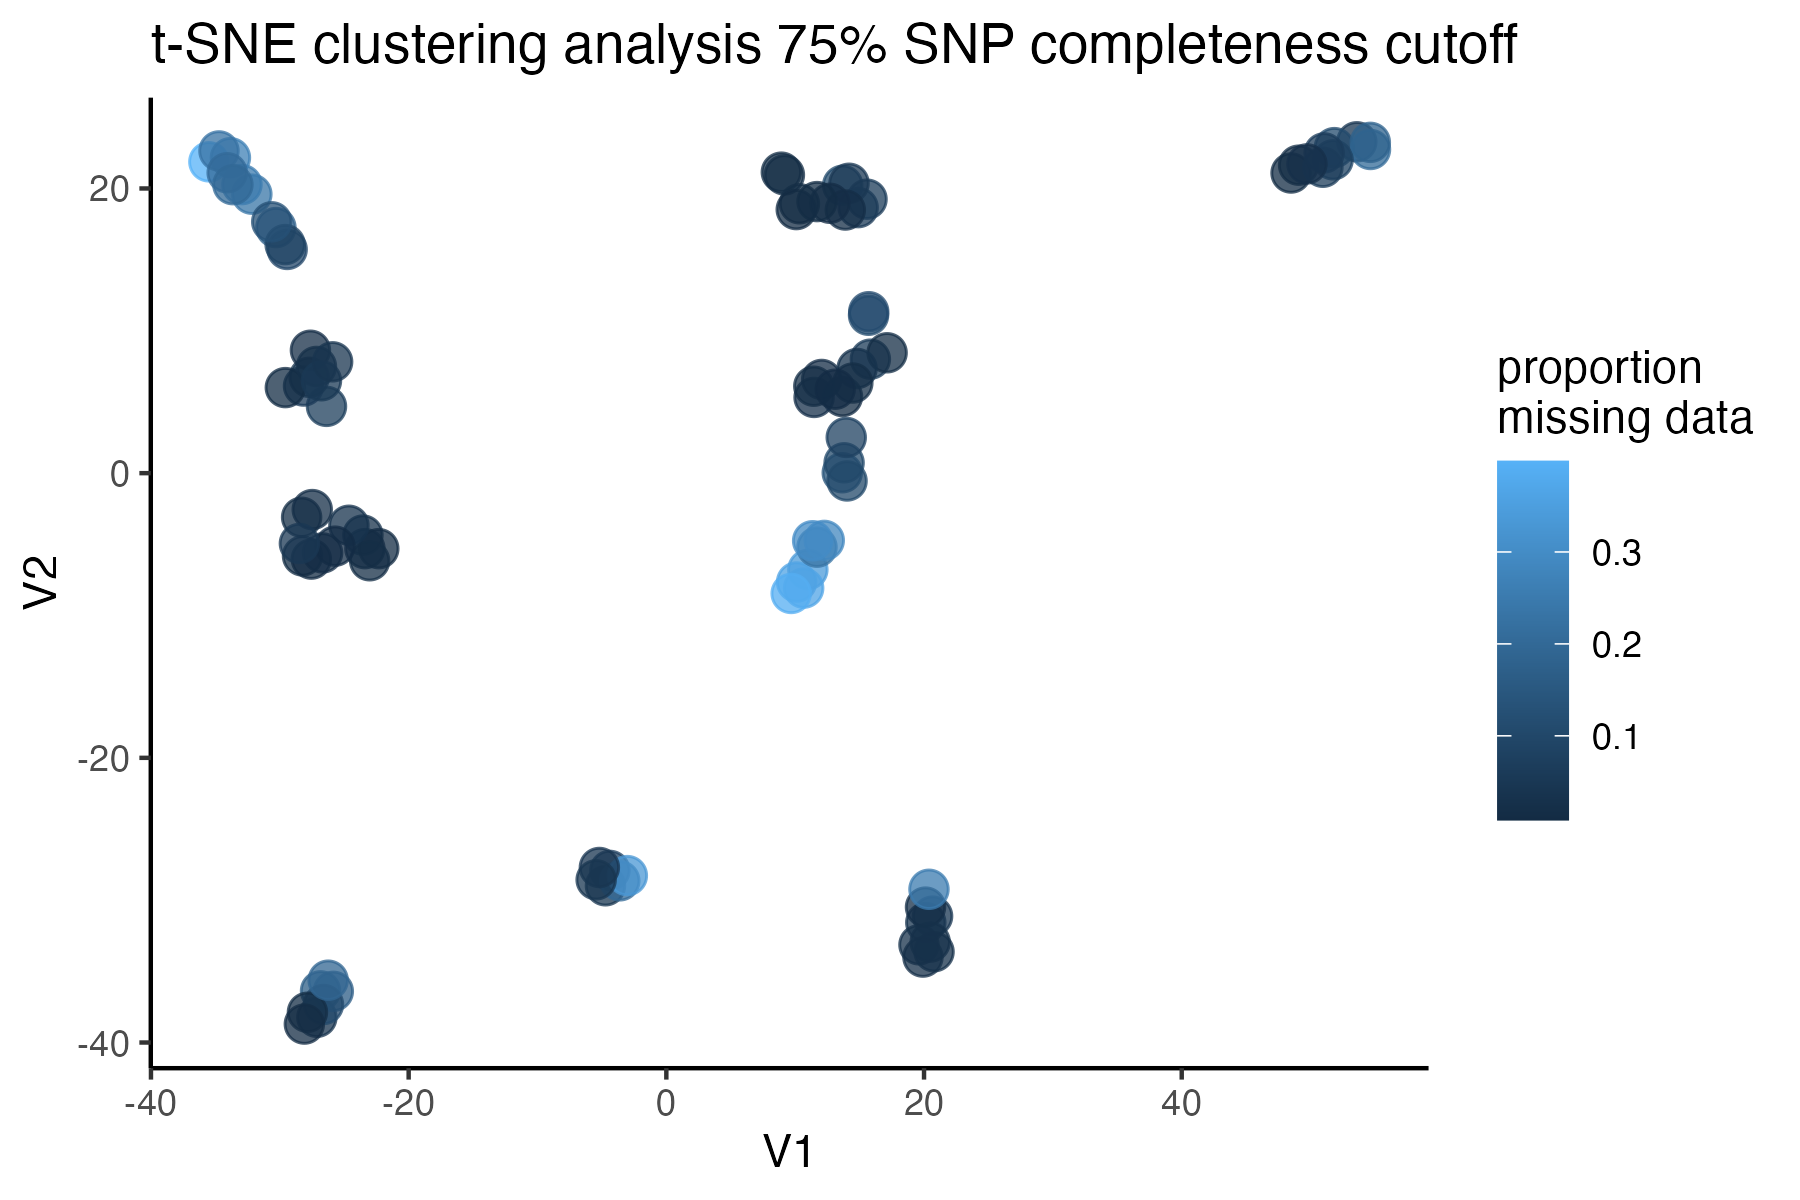 t-SNE clustering analysis 75% SNP completeness cutoff
20
0
-20
-40
V2
-40
-20
0
20
40
V1
proportion
missing data
0.3
0.2
0.1